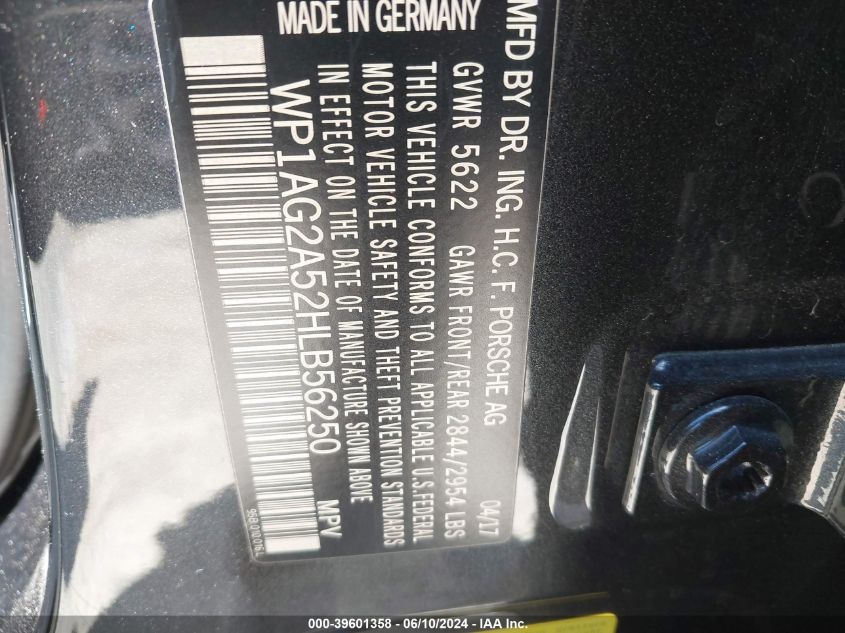 MFD BY DR. ING. H.C. F. PORSCHE AG 04/17
GVWR 5622 GAWR FRONT/REAR 2844/2954 LBS
THIS VEHICLE CONFORMS TO ALL APPLICABLE U.S.FEDERAL
MOTOR VEHICLE SAFETY AND THEFT PREVENTION STANDARDS
IN EFFECT ON THE DATE OF MANUFACTURE SHOWN ABOVE
WP1AG2A52HLB56250 MPV
MADE IN GERMANY
000-39601358 - 06/10/2024 - IAA Inc.